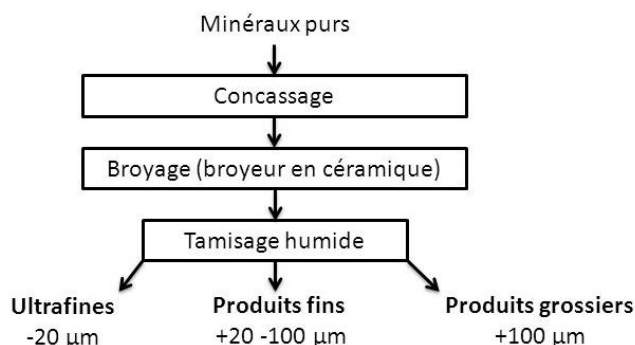 Minéraux purs
Concassage
Broyage (broyeur en céramique)
Tamisage humide
Ultrafines
-20 µm
Produits fins
+20 -100 µm
Produits grossiers
+100 µm